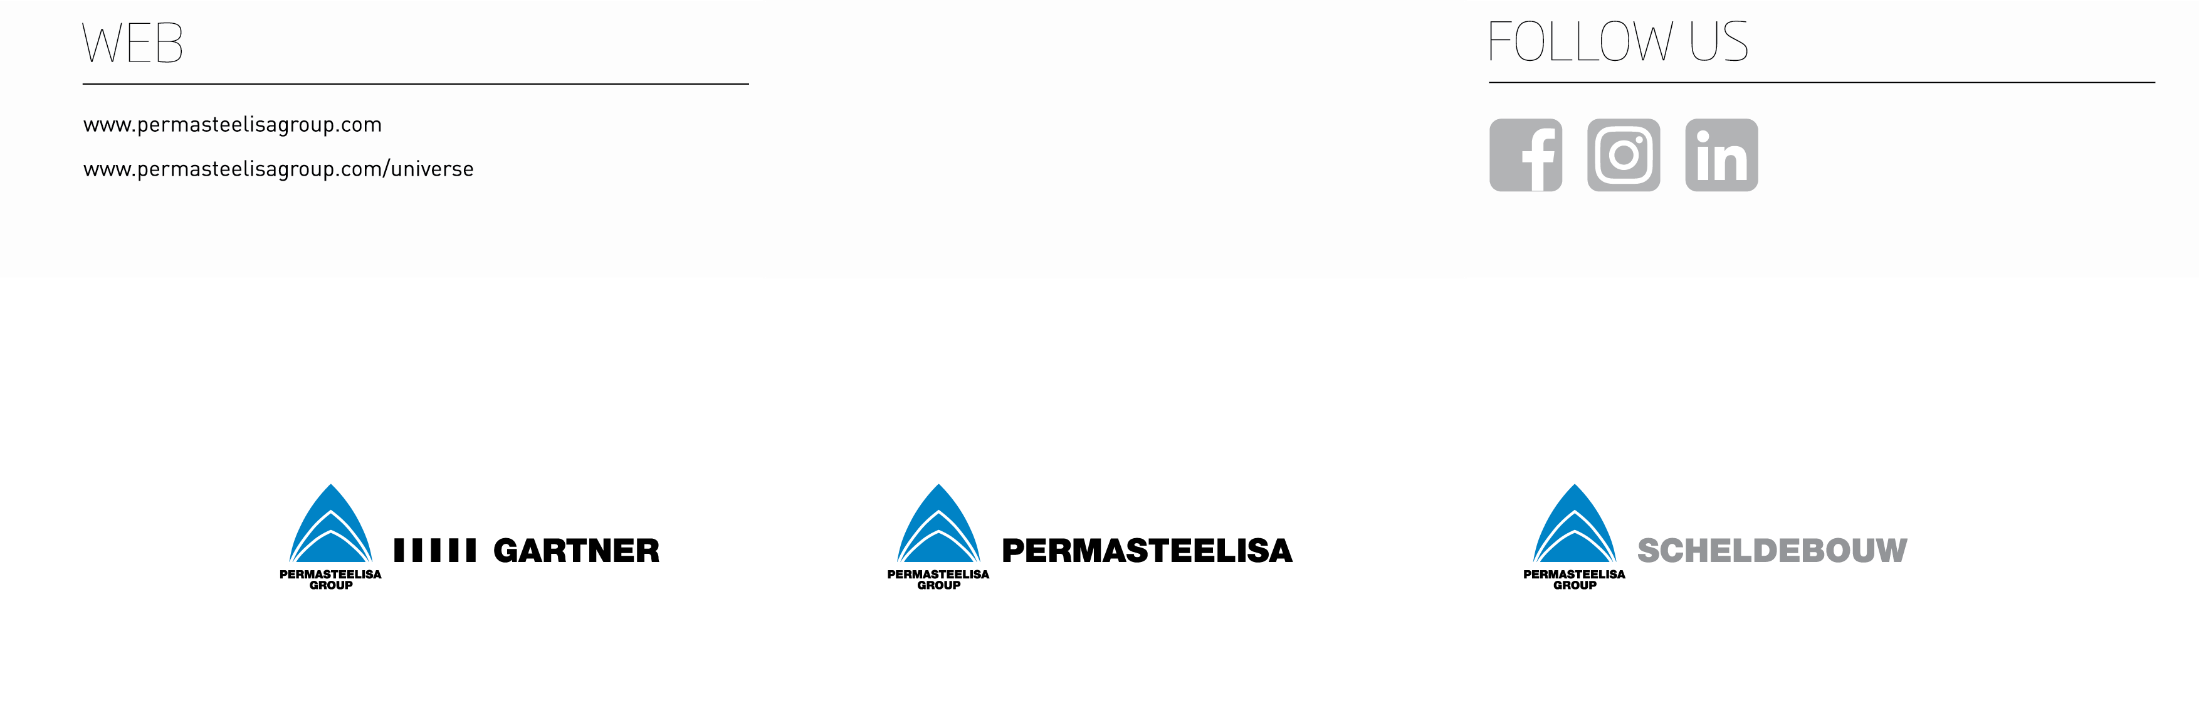 WEB
www.permasteelisagroup.com
www.permasteelisagroup.com/universe
FOLLOW US
f
in
PERMASTEELISA
GROUP
GARTNER
PERMASTEELISA
GROUP
PERMASTEELISA
PERMASTEELISA
GROUP
SCHELDEBOUW